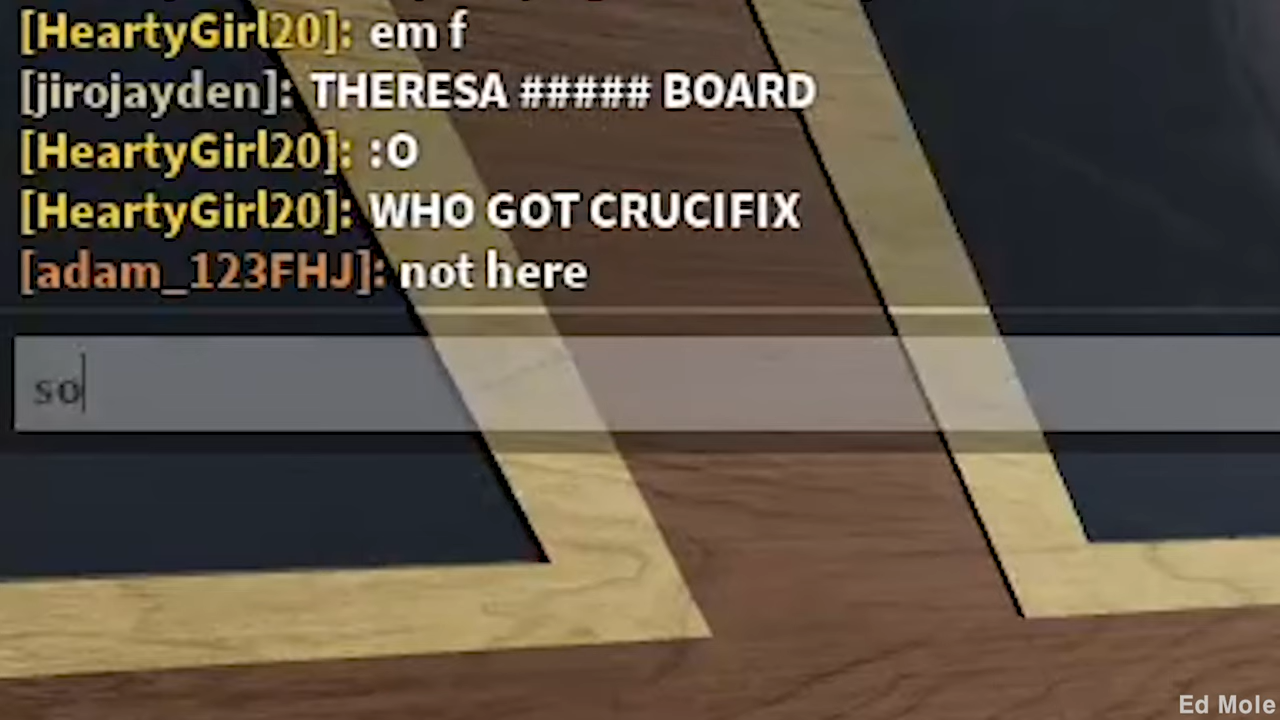 [HeartyGirl20]: em f
[jirojayden]: THERESA ##### BOARD
[HeartyGirl20]: :O
[HeartyGirl20]: WHO GOT CRUCIFIX
[adam_123FHJ]: not here
so
Ed Mole